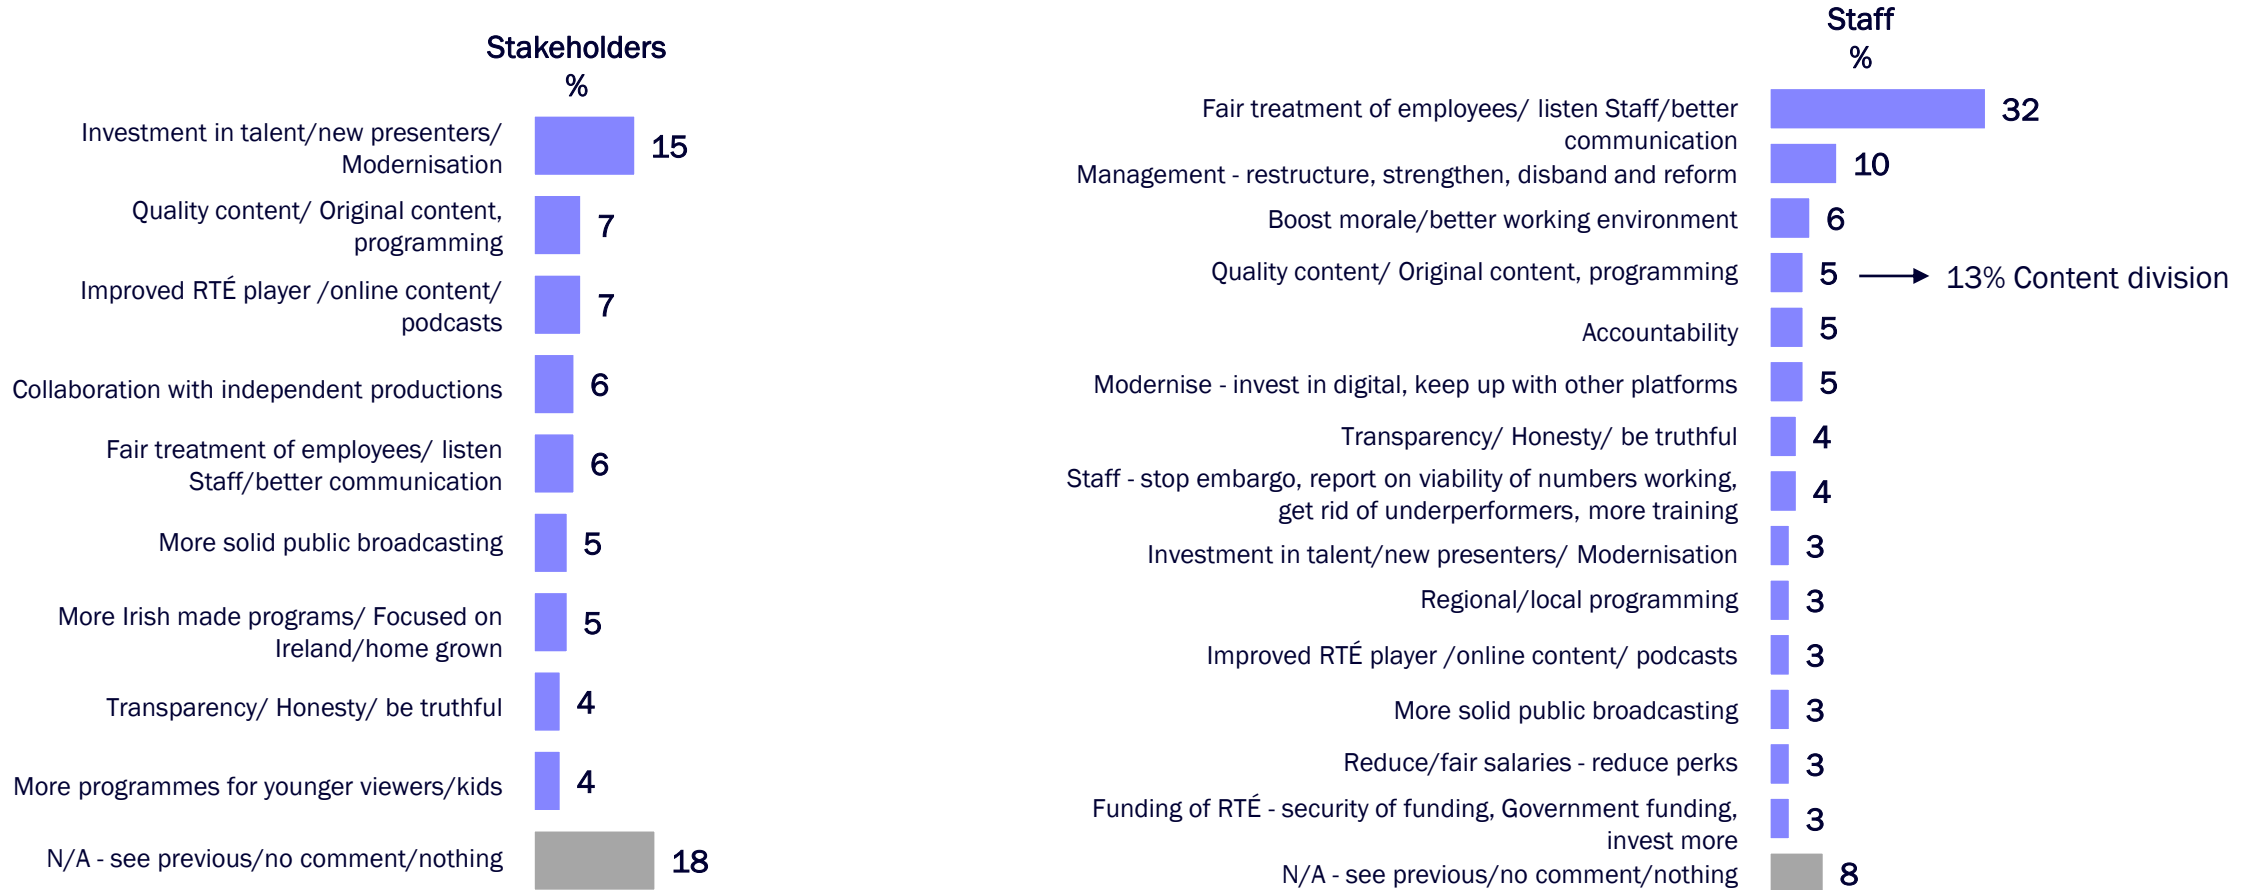 Stakeholders
%
Investment in talent/new presenters/
Modernisation
15
Quality content/ Original content,
programming
7
Improved RTÉ player /online content/
podcasts
7
Collaboration with independent productions
6
Fair treatment of employees/ listen
Staff/better communication
6
More solid public broadcasting
5
More Irish made programs/ Focused on
Ireland/home grown
5
Transparency/ Honesty/ be truthful
4
More programmes for younger viewers/kids
4
N/A - see previous/no comment/nothing
18
Staff
%
Fair treatment of employees/ listen Staff/better
communication
32
Management - restructure, strengthen, disband and reform
10
Boost morale/better working environment
6
Quality content/ Original content, programming
5
13% Content division
Accountability
5
Modernise - invest in digital, keep up with other platforms
5
Transparency/ Honesty/ be truthful
4
Staff - stop embargo, report on viability of numbers working,
get rid of underperformers, more training
4
Investment in talent/new presenters/ Modernisation
3
Regional/local programming
3
Improved RTÉ player /online content/ podcasts
3
More solid public broadcasting
3
Reduce/fair salaries - reduce perks
3
Funding of RTÉ - security of funding, Government funding,
invest more
3
N/A - see previous/no comment/nothing
8